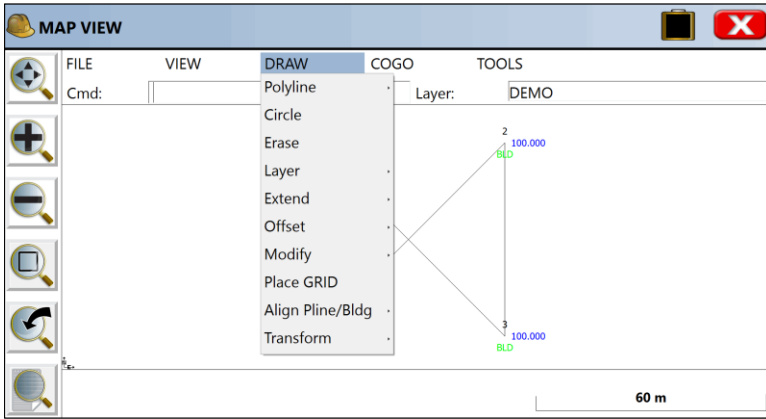 MAP VIEW
FILE VIEW DRAW COGO TOOLS
Cmd: Layer: DEMO
Polyline
Circle
Erase
Layer
Extend
Offset
Modify
Place GRID
Align Pline/Bldg
Transform
2
100.000
BLD
3
100.000
BLD
60 m